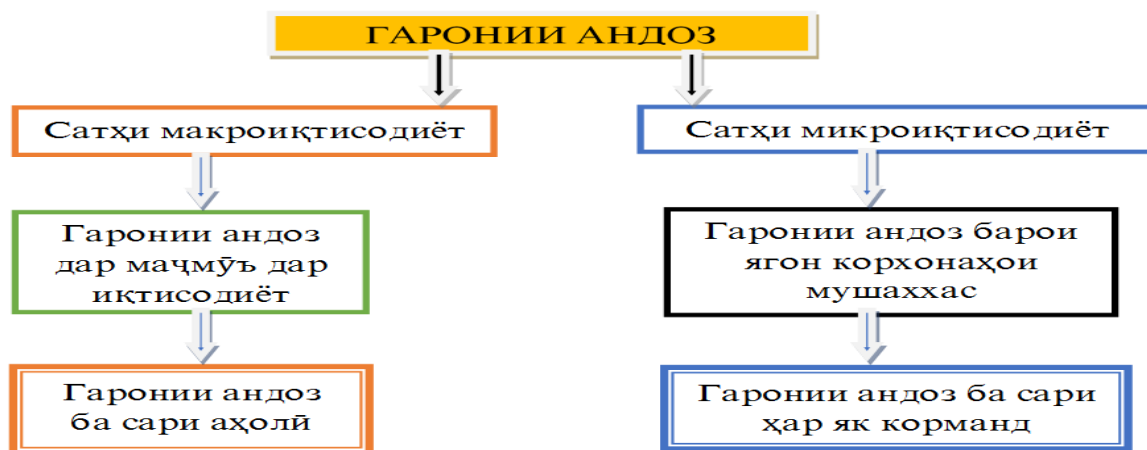 ГАРОНИИ АНДОЗ
Сатҳи макроиқтисодиёт
Сатҳи микроиқтисодиёт
Гаронии андоз
дар маҷмӯъ дар
иқтисодиёт
Гаронии андоз барои
ягон корхонаҳои
мушаххас
Гаронии андоз
ба сари аҳолӣ
Гаронии андоз ба сари
ҳар як корманд